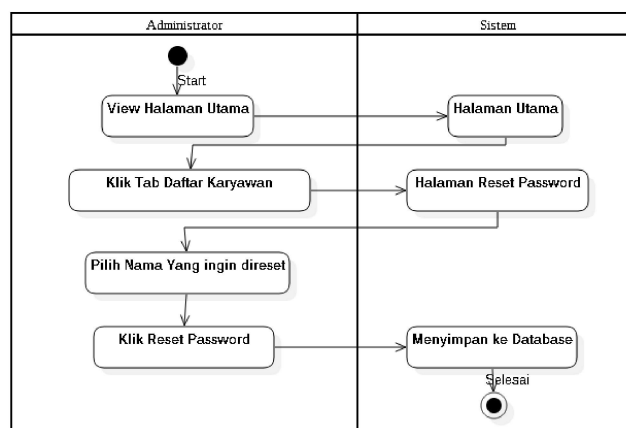 Administrator
Sistem
Start
View Halaman Utama
Halaman Utama
Klik Tab Daftar Karyawan
Halaman Reset Password
Pilih Nama Yang ingin direset
Klik Reset Password
Menyimpan ke Database
Selesai